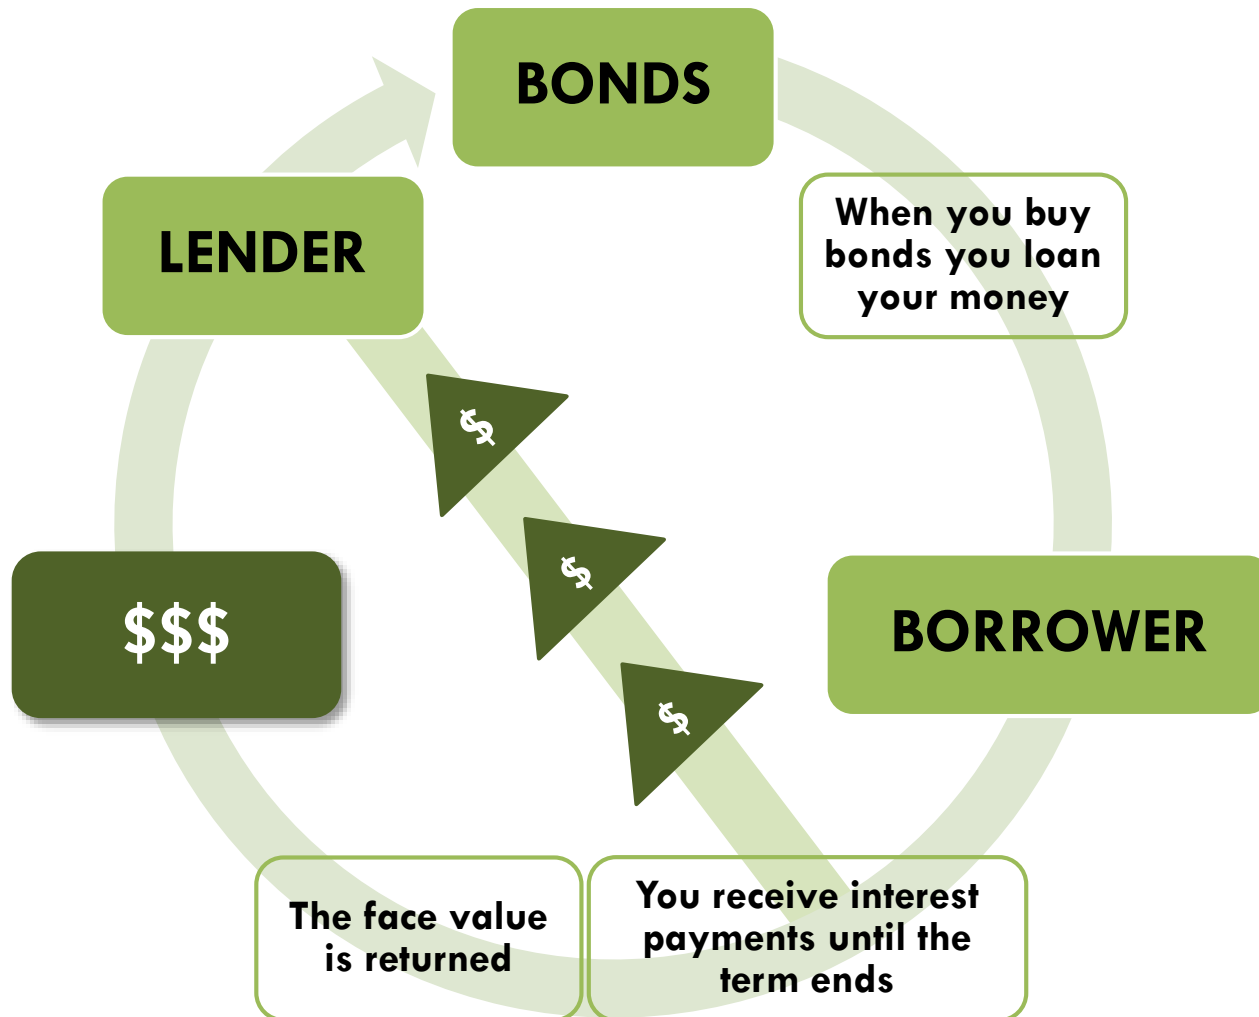 BONDS
When you buy
bonds you loan
your money
BORROWER
You receive interest
payments until the
term ends
The face value
is returned
$$$
LENDER
$
$
$